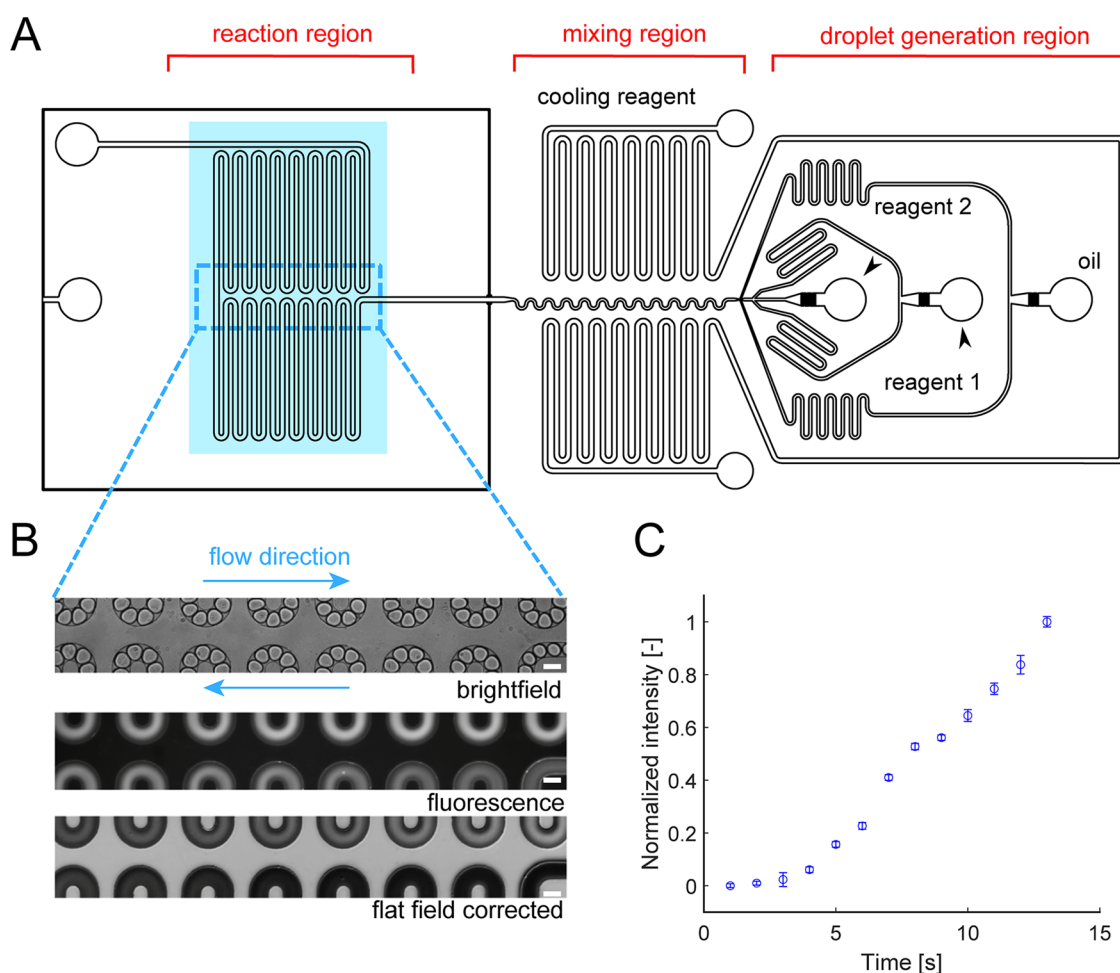 A
reaction region
mixing region
droplet generation region
cooling reagent
reagent 2
oil
reagent 1
B
flow direction
brightfield
fluorescence
flat field corrected
C
Normalized intensity [-]
1
0.8
0.6
0.4
0.2
0
0
5
10
15
Time [s]